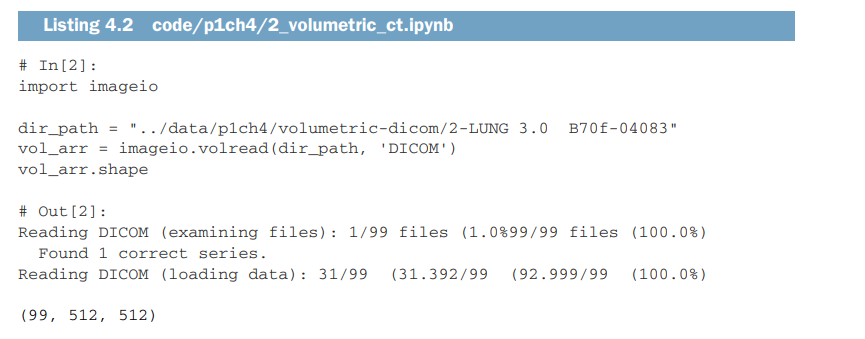 Listing 4.2 code/p1ch4/2_volumetric_ct.ipynb
# In[2]:
import imageio
dir_path = "../data/p1ch4/volumetric-dicom/2-LUNG 3.0  B70f-04083"
vol_arr = imageio.volread(dir_path, 'DICOM')
vol_arr.shape
# Out[2]:
Reading DICOM (examining files): 1/99 files (1.0%99/99 files (100.0%)
  Found 1 correct series.
Reading DICOM (loading data): 31/99  (31.392/99  (92.999/99  (100.0%)
(99, 512, 512)